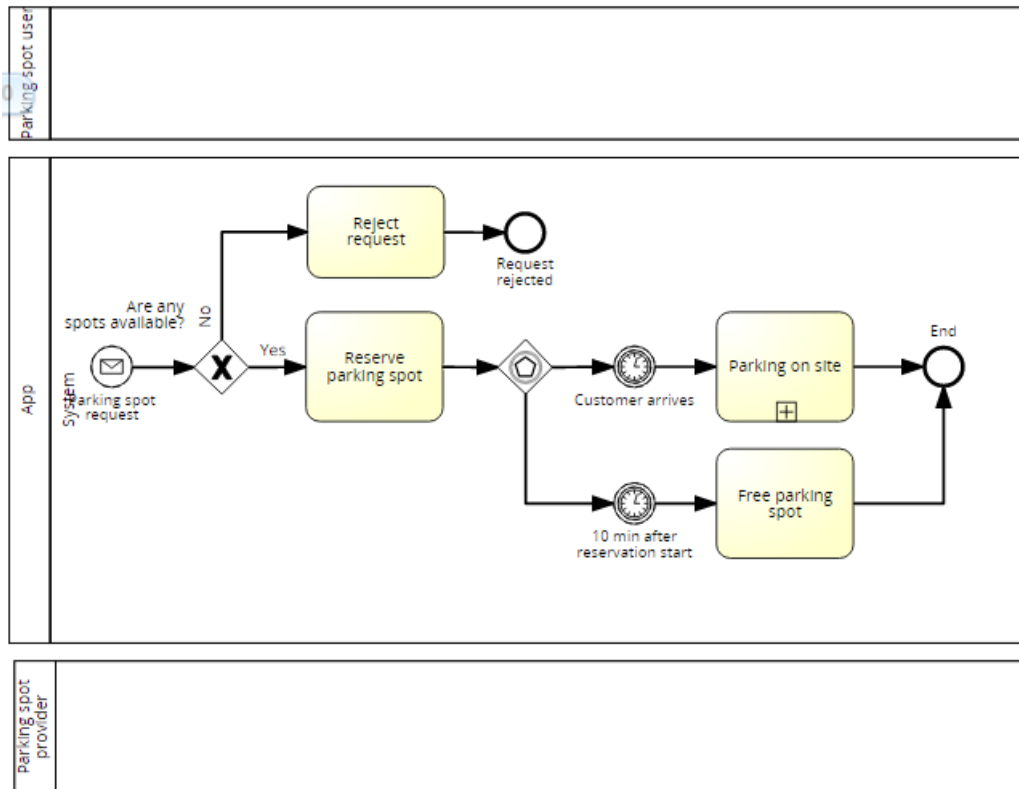 Parking spot user
0
App
System
Are any
spots available?
No
Yes
Parking spot
request
Reject
request
Request
rejected
Reserve
parking spot
Customer arrives
Parking on site
End
10 min after
reservation start
Free parking
spot
Parking spot
provider